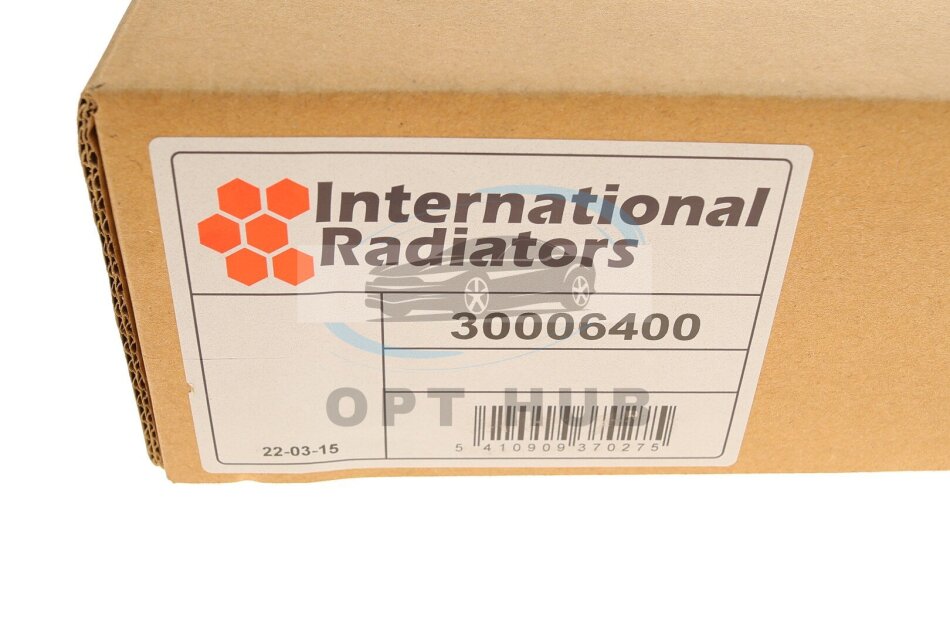 International
Radiators
30006400
OPT HUB
22-03-15
5 410909 370275